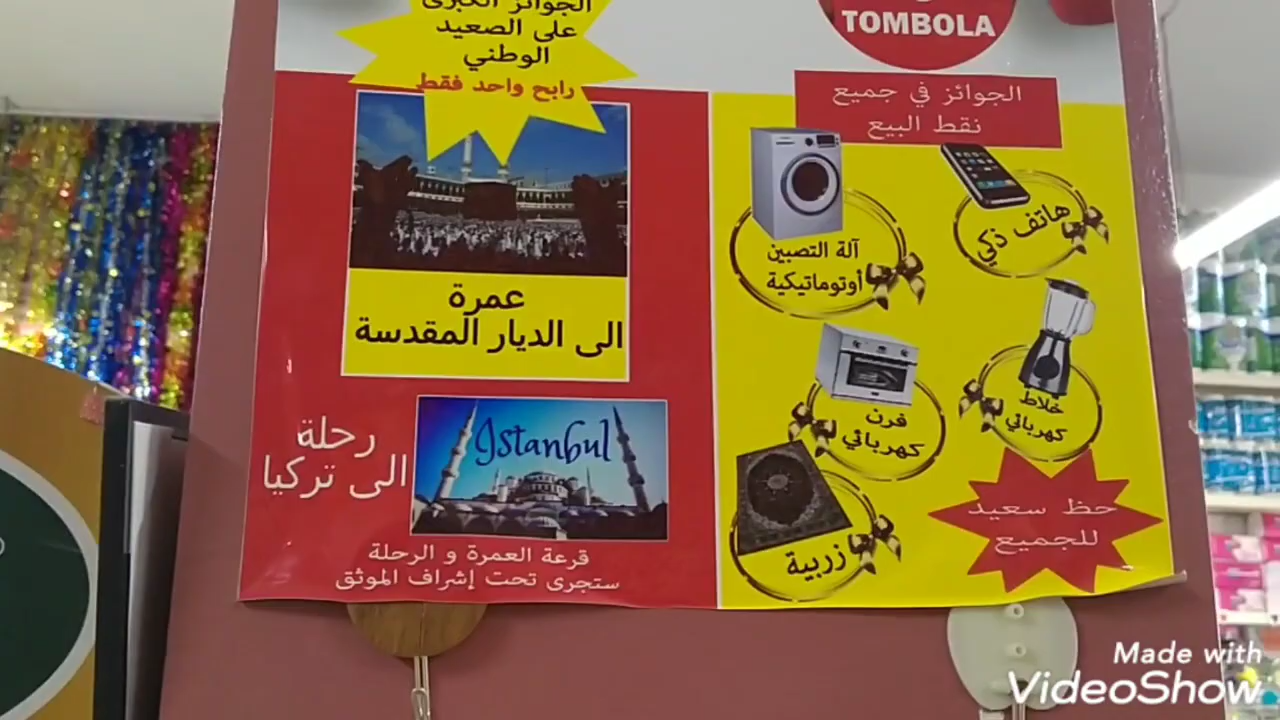 الجوائز الكبرى
على الصعيد
الوطني
رابح واحد فقط
عمرة
الى الديار المقدسة
رحلة
الى تركيا
Istanbul
قرعة العمرة و الرحلة
ستجرى تحت إشراف الموثق
TOMBOLA
الجوائز في جميع
نقط البيع
آلة التصبين
أوتوماتيكية
هاتف ذكي
فرن
كهربائي
خلاط
كهربائي
زربية
حظ سعيد
للجميع
Made with
VideoShow